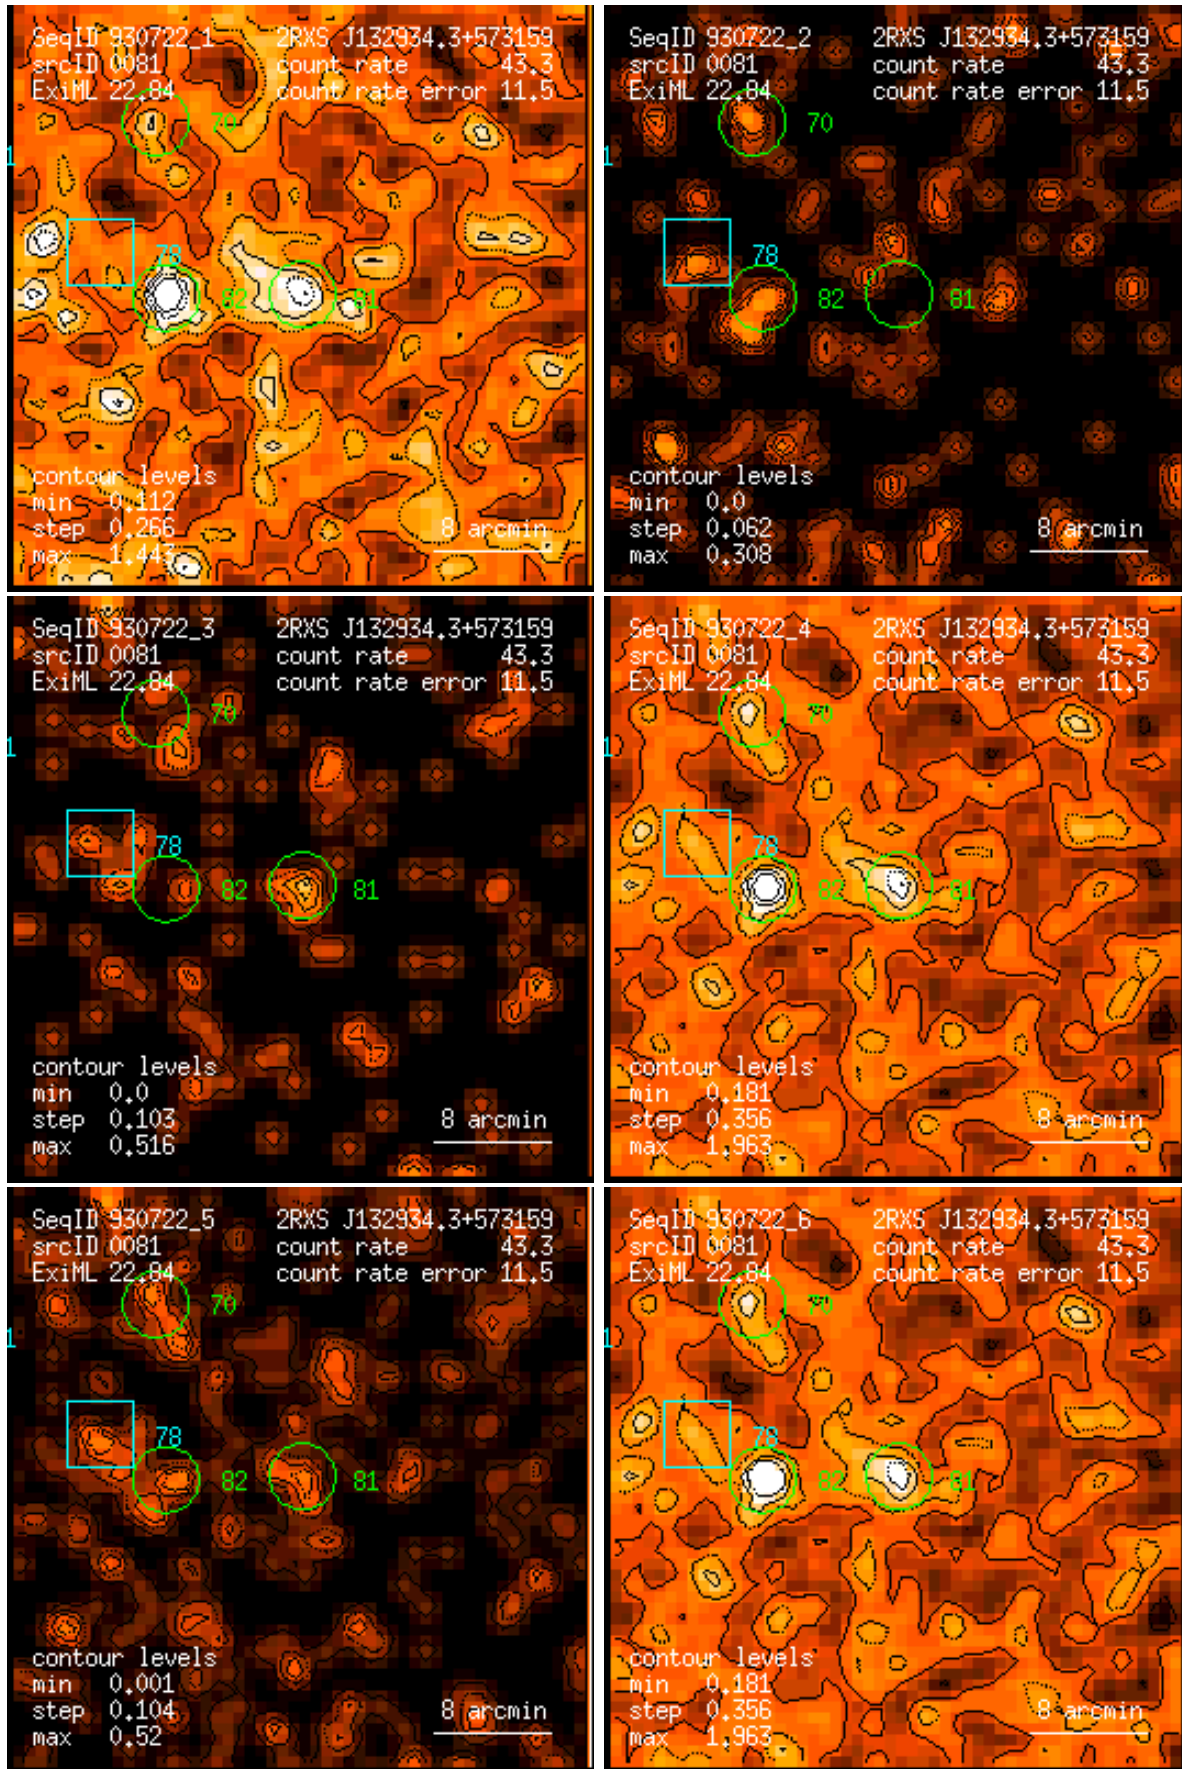 SeqID 930722_1 2RXS J132934.3+573159
srcID 0081 count rate 43.3
ExiML 22.84 count rate error 11.5
70
1
78
82 81
contour levels
min 0.112
step 0.266 8 arcmin
max 1.443
SeqID 930722_2 2RXS J132934.3+573159
srcID 0081 count rate 43.3
ExiML 22.84 count rate error 11.5
70
1
78
82 81
contour levels
min 0.0
step 0.062 8 arcmin
max 0.308
SeqID 930722_3 2RXS J132934.3+573159
srcID 0081 count rate 43.3
ExiML 22.84 count rate error 11.5
70
1
78
82 81
contour levels
min 0.0
step 0.103 8 arcmin
max 0.516
SeqID 930722_4 2RXS J132934.3+573159
srcID 0081 count rate 43.3
ExiML 22.84 count rate error 11.5
70
1
78
82 81
contour levels
min 0.181
step 0.356 8 arcmin
max 1.963
SeqID 930722_5 2RXS J132934.3+573159
srcID 0081 count rate 43.3
ExiML 22.84 count rate error 11.5
70
1
78
82 81
contour levels
min 0.001
step 0.104 8 arcmin
max 0.52
SeqID 930722_6 2RXS J132934.3+573159
srcID 0081 count rate 43.3
ExiML 22.84 count rate error 11.5
70
1
78
82 81
contour levels
min 0.181
step 0.356 8 arcmin
max 1.963